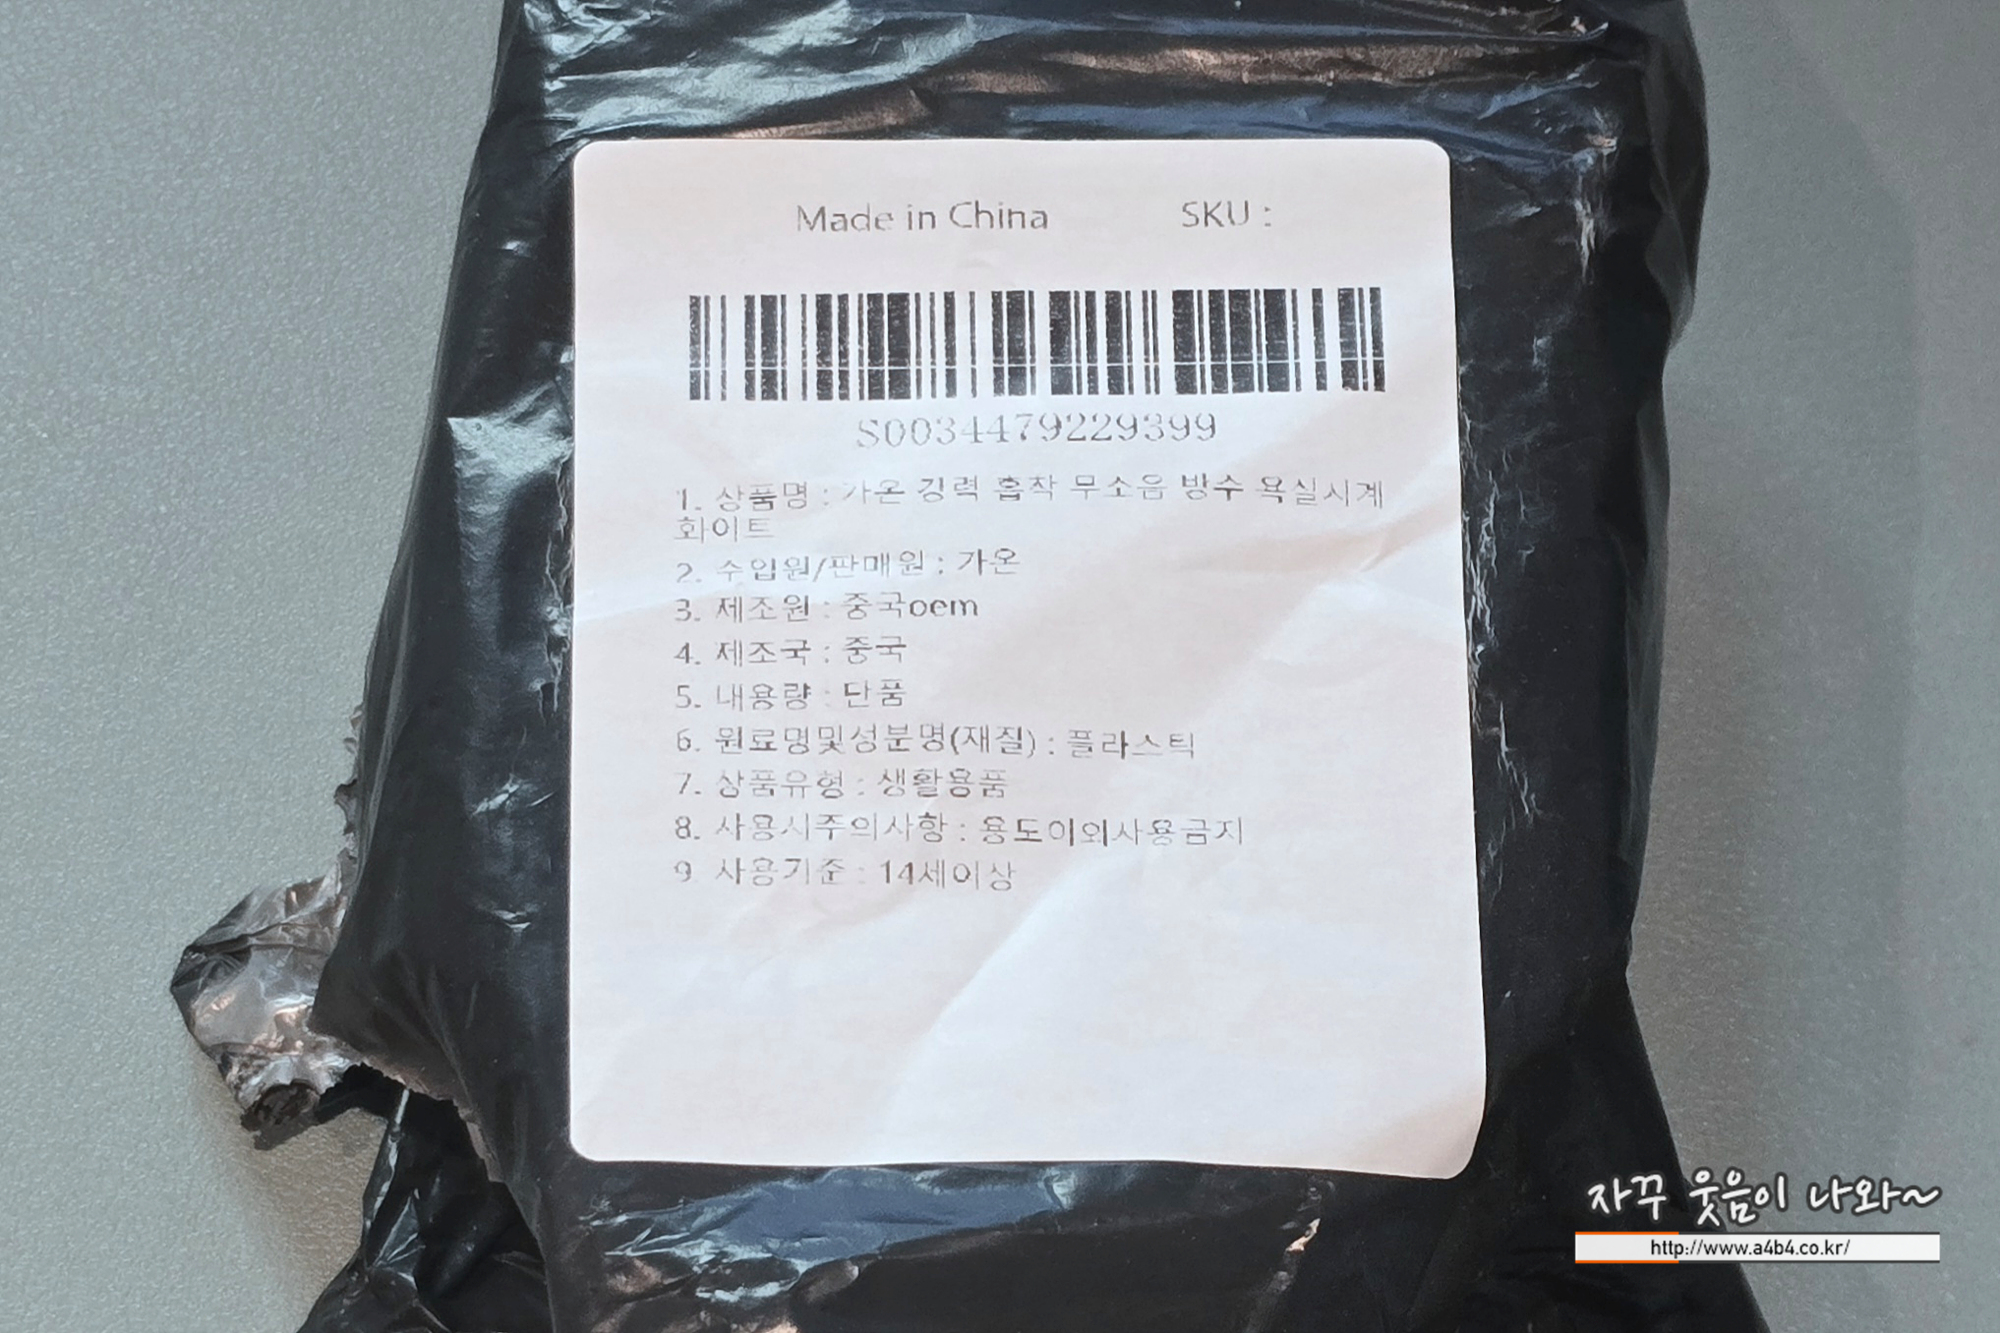 Made in China SKU :
S00344479229399
1. 상품명 : 가온 강력 흡착 무소음 방수 욕실시계
화이트
2. 수입원/판매원 : 가온
3. 제조원 : 중국oem
4. 제조국 : 중국
5. 내용량 : 단품
6. 원료명및성분명(재질) : 플라스틱
7. 상품유형 : 생활용품
8. 사용시주의사항 : 용도이외사용금지
9. 사용기준 : 14세이상
자꾸 웃음이 나와~
http://www.a4b4.co.kr/